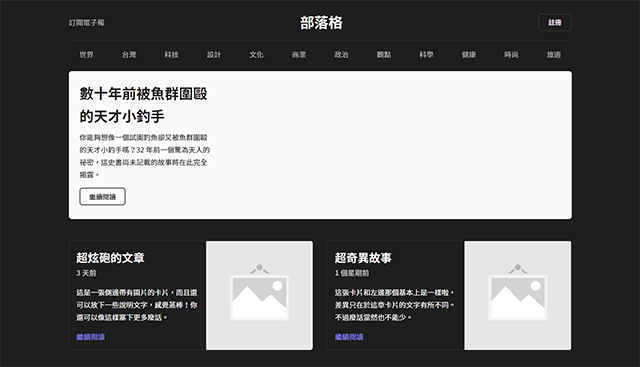 訂閱電子報
部落格
註冊
世界 台灣 科技 設計 文化 商業 政治 觀點 科學 健康 時尚 旅遊
數十年前被魚群圍毆
的天才小釣手
你能夠想像一個試圖釣魚卻又被魚群圍毆
的天才小釣手嗎？32 年前一個驚為天人的
祕密，這史書尚未記載的故事將在此完全
揭露。
繼續閱讀
超炫砲的文章
3 天前
這是一張側邊帶有圖片的卡片，而且還
可以放下一些說明文字，感覺蒸棒！你
還可以像這樣塞下更多廢話。
繼續閱讀
超奇異故事
1 個星期前
這張卡片和左邊那個基本上是一樣啦，
差異只在於這章卡片的文字有所不同。
不過廢話當然也不能少。
繼續閱讀